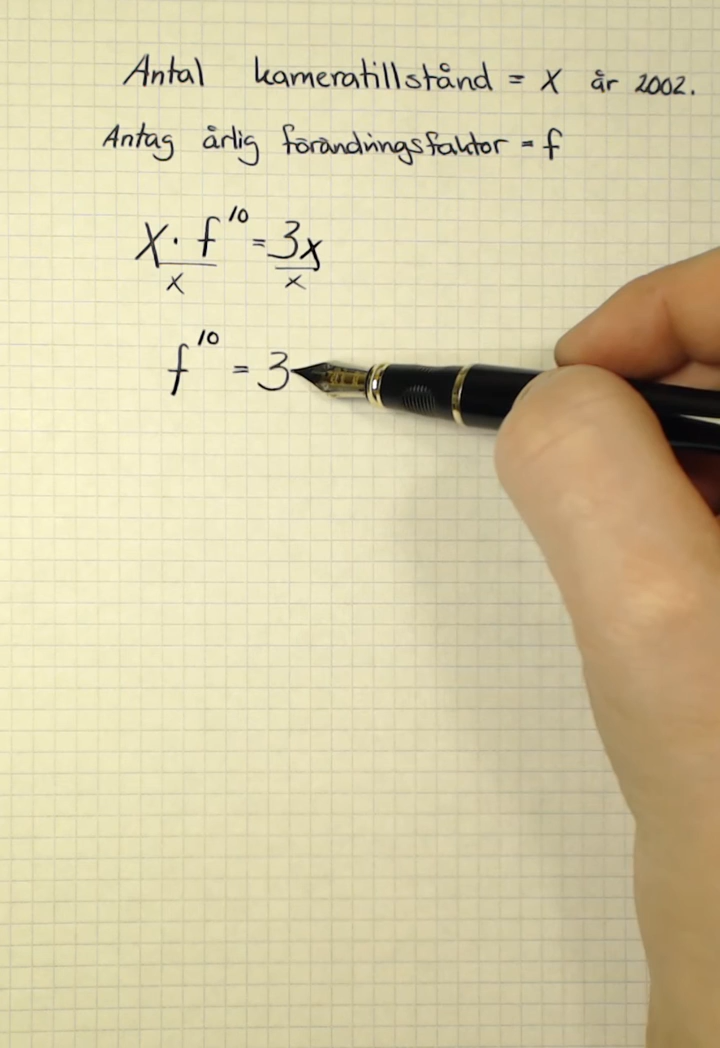 Antal kameratillstånd = X år 2002.
Antag årlig förändringsfaktor = f
X · f^10 = 3x
x x
f^10 = 3